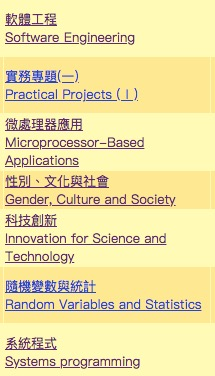 軟體工程
Software Engineering
實務專題(一)
Practical Projects (Ⅰ)
微處理器應用
Microprocessor-Based
Applications
性別、文化與社會
Gender, Culture and Society
科技創新
Innovation for Science and
Technology
隨機變數與統計
Random Variables and Statistics
系統程式
Systems programming